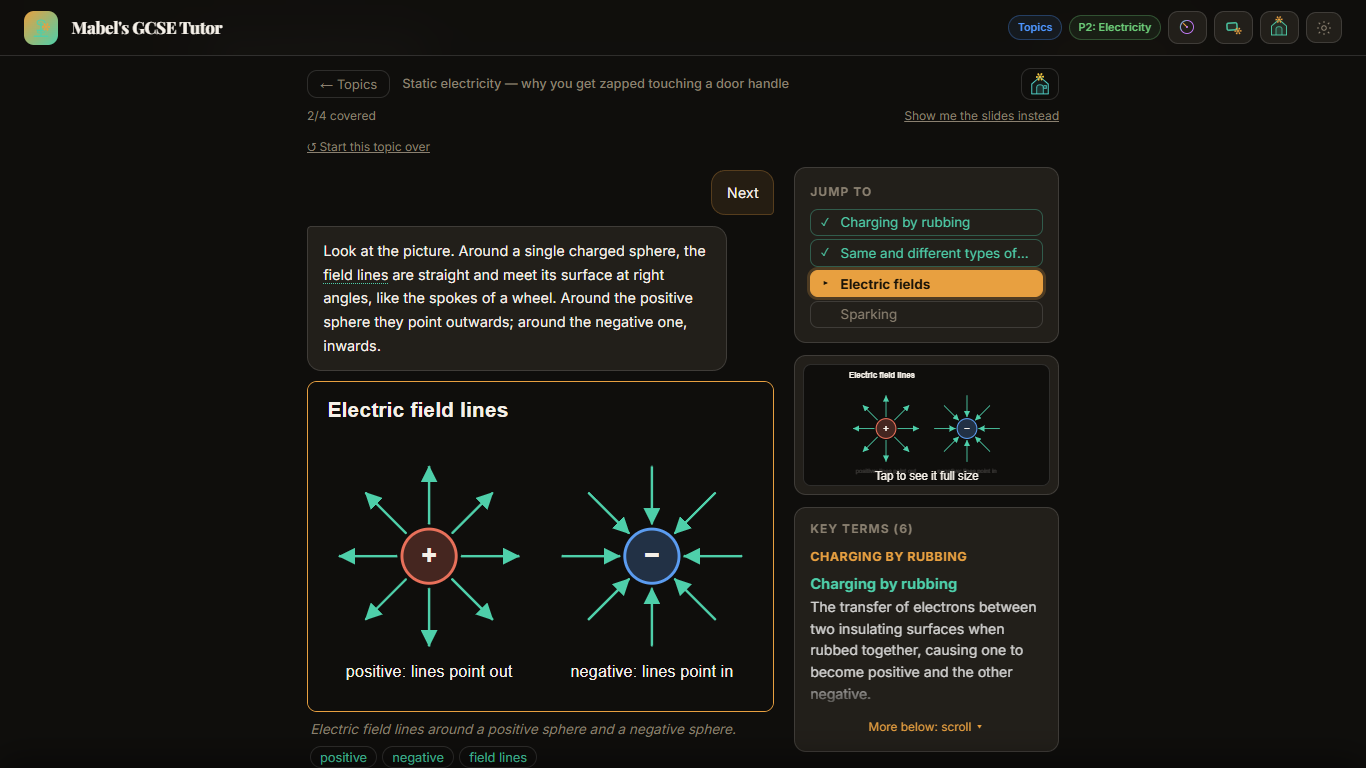 Mabel's GCSE Tutor
Topics
P2: Electricity
← Topics
Static electricity — why you get zapped touching a door handle
2/4 covered
Show me the slides instead
↺ Start this topic over
Next
Look at the picture. Around a single charged sphere, the
field lines are straight and meet its surface at right
angles, like the spokes of a wheel. Around the positive
sphere they point outwards; around the negative one,
inwards.
Electric field lines
+
−
positive: lines point out
negative: lines point in
Electric field lines around a positive sphere and a negative sphere.
positive
negative
field lines
JUMP TO
✓ Charging by rubbing
✓ Same and different types of...
‣ Electric fields
Sparking
Electric field lines
+
−
Tap to see it full size
KEY TERMS (6)
CHARGING BY RUBBING
Charging by rubbing
The transfer of electrons between
two insulating surfaces when
rubbed together, causing one to
become positive and the other
negative.
More below: scroll ▾